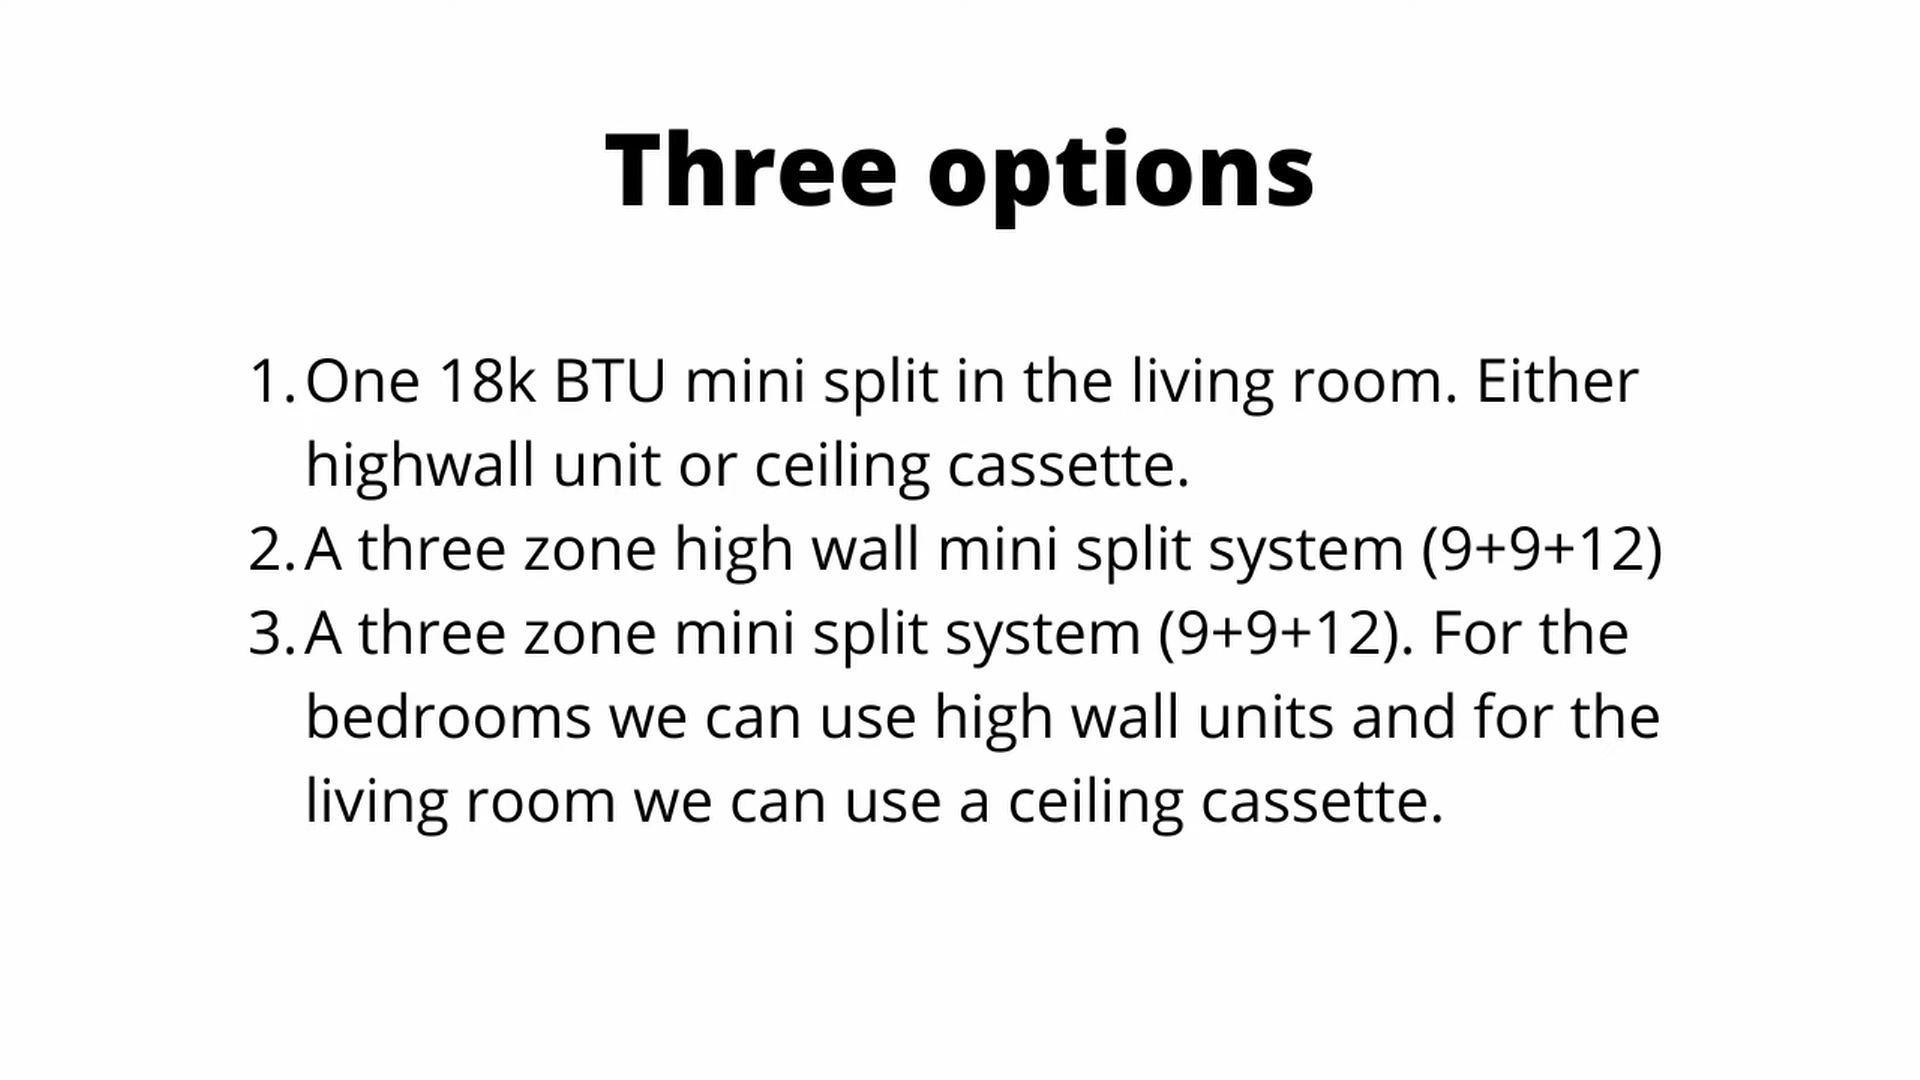 Three options
1. One 18k BTU mini split in the living room. Either
highwall unit or ceiling cassette.
2. A three zone high wall mini split system (9+9+12)
3. A three zone mini split system (9+9+12). For the
bedrooms we can use high wall units and for the
living room we can use a ceiling cassette.